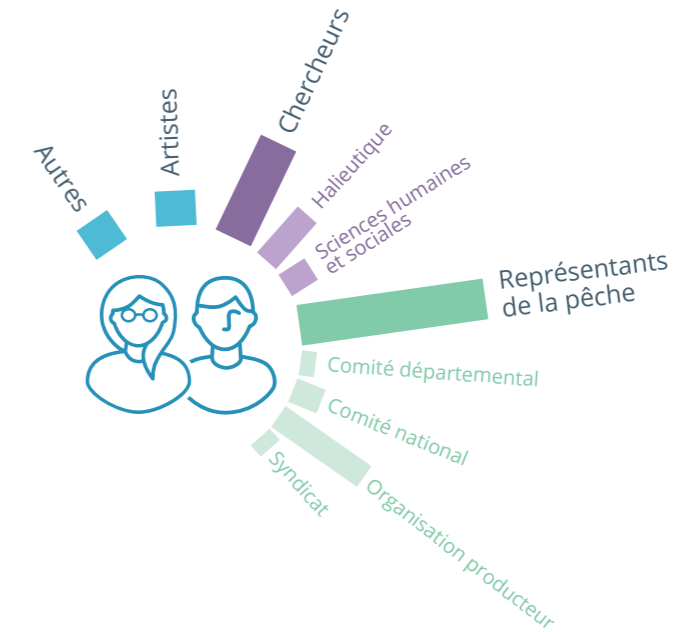 Autres
Artistes
Chercheurs
Halieutique
Sciences humaines
et sociales
Représentants
de la pêche
Comité départemental
Comité national
Organisation producteur
Syndicat